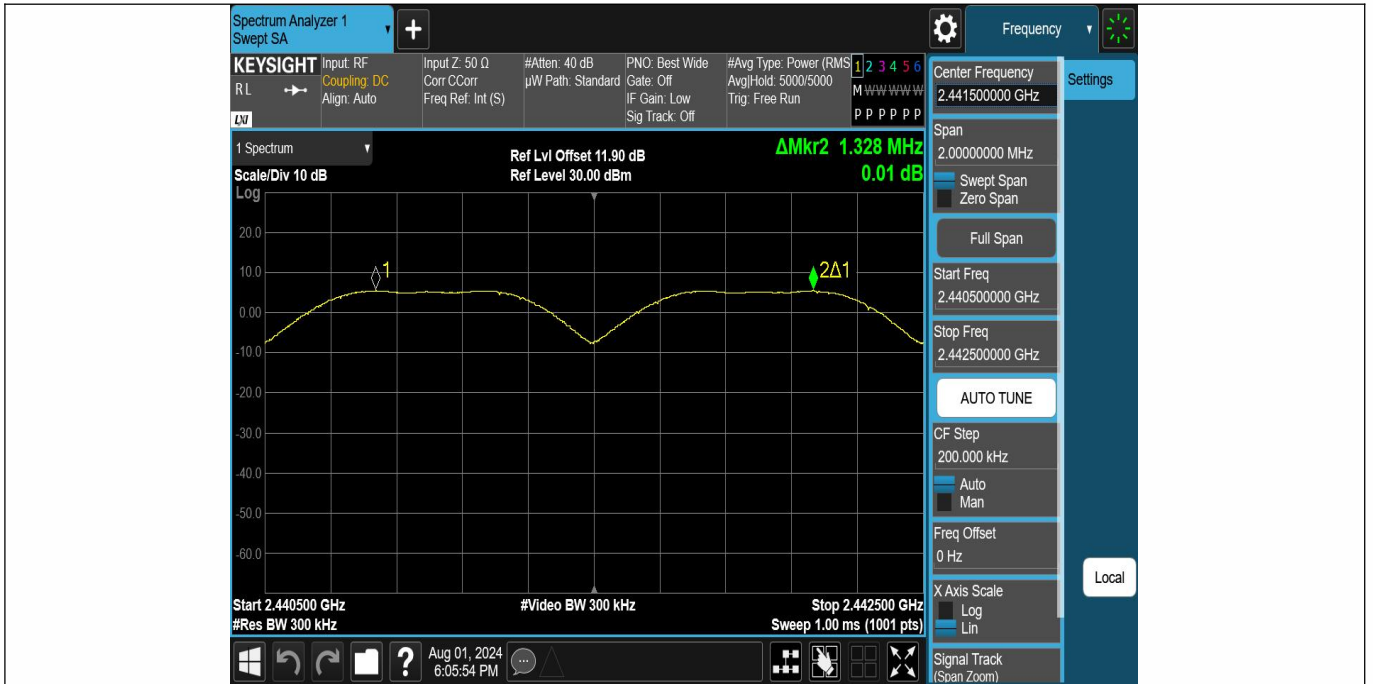 Spectrum Analyzer 1
Swept SA
+
Frequency
KEYSIGHT
RL
LXI
Input: RF
Coupling: DC
Align: Auto
Input Z: 50 Ω
Corr CCorr
Freq Ref: Int (S)
#Atten: 40 dB
µW Path: Standard
PNO: Best Wide
Gate: Off
IF Gain: Low
Sig Track: Off
#Avg Type: Power (RMS
Avg|Hold: 5000/5000
Trig: Free Run
1 2 3 4 5 6
M W W W W W
P P P P P P
1 Spectrum
Scale/Div 10 dB
Ref Lvl Offset 11.90 dB
Ref Level 30.00 dBm
ΔMkr2 1.328 MHz
0.01 dB
Log
20.0
10.0
0.00
-10.0
-20.0
-30.0
-40.0
-50.0
-60.0
1
2Δ1
Start 2.440500 GHz
#Res BW 300 kHz
#Video BW 300 kHz
Stop 2.442500 GHz
Sweep 1.00 ms (1001 pts)
Center Frequency
2.441500000 GHz
Settings
Span
2.00000000 MHz
Swept Span
Zero Span
Full Span
Start Freq
2.440500000 GHz
Stop Freq
2.442500000 GHz
AUTO TUNE
CF Step
200.000 kHz
Auto
Man
Freq Offset
0 Hz
X Axis Scale
Log
Lin
Local
Signal Track
(Span Zoom)
?
Aug 01, 2024
6:05:54 PM